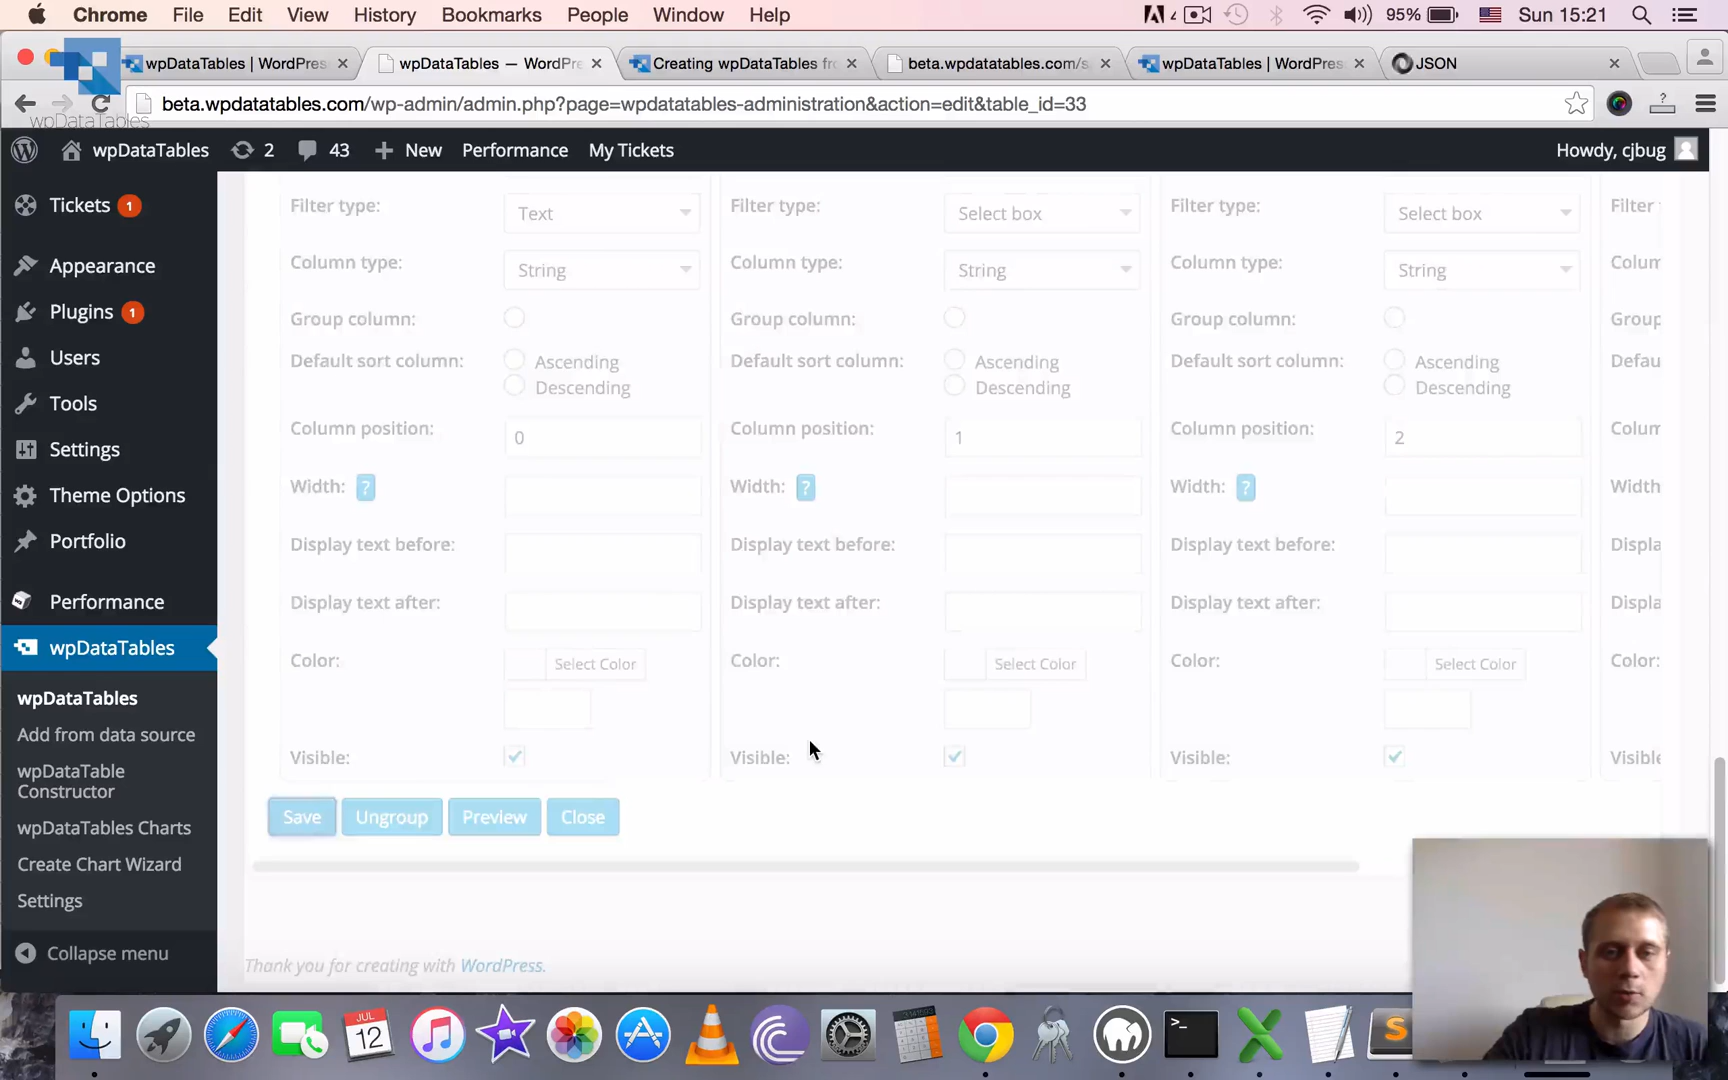 Chrome File Edit View History Bookmarks People Window Help
4 95% Sun 15:21
wpDataTables | WordPres
wpDataTables — WordPre
Creating wpDataTables fro
beta.wpdatatables.com/s
wpDataTables | WordPres
JSON
beta.wpdatatables.com/wp-admin/admin.php?page=wpdatatables-administration&action=edit&table_id=33
wpDataTables
wpDataTables 2 43 New Performance My Tickets Howdy, cjbug
Tickets 1
Appearance
Plugins 1
Users
Tools
Settings
Theme Options
Portfolio
Performance
wpDataTables
wpDataTables
Add from data source
wpDataTable
Constructor
wpDataTables Charts
Create Chart Wizard
Settings
Collapse menu
Filter type: Text Filter type: Select box Filter type: Select box Filter
Column type: String Column type: String Column type: String Colum
Group column: Group column: Group column: Group
Default sort column: Ascending Default sort column: Ascending Default sort column: Ascending Defau
Descending Descending Descending
Column position: 0 Column position: 1 Column position: 2 Colum
Width: ? Width: ? Width: ? Width
Display text before: Display text before: Display text before: Displa
Display text after: Display text after: Display text after: Displa
Color: Select Color Color: Select Color Color: Select Color Color:
Visible: Visible: Visible: Visible
Save Ungroup Preview Close
Thank you for creating with WordPress.
JUL
12